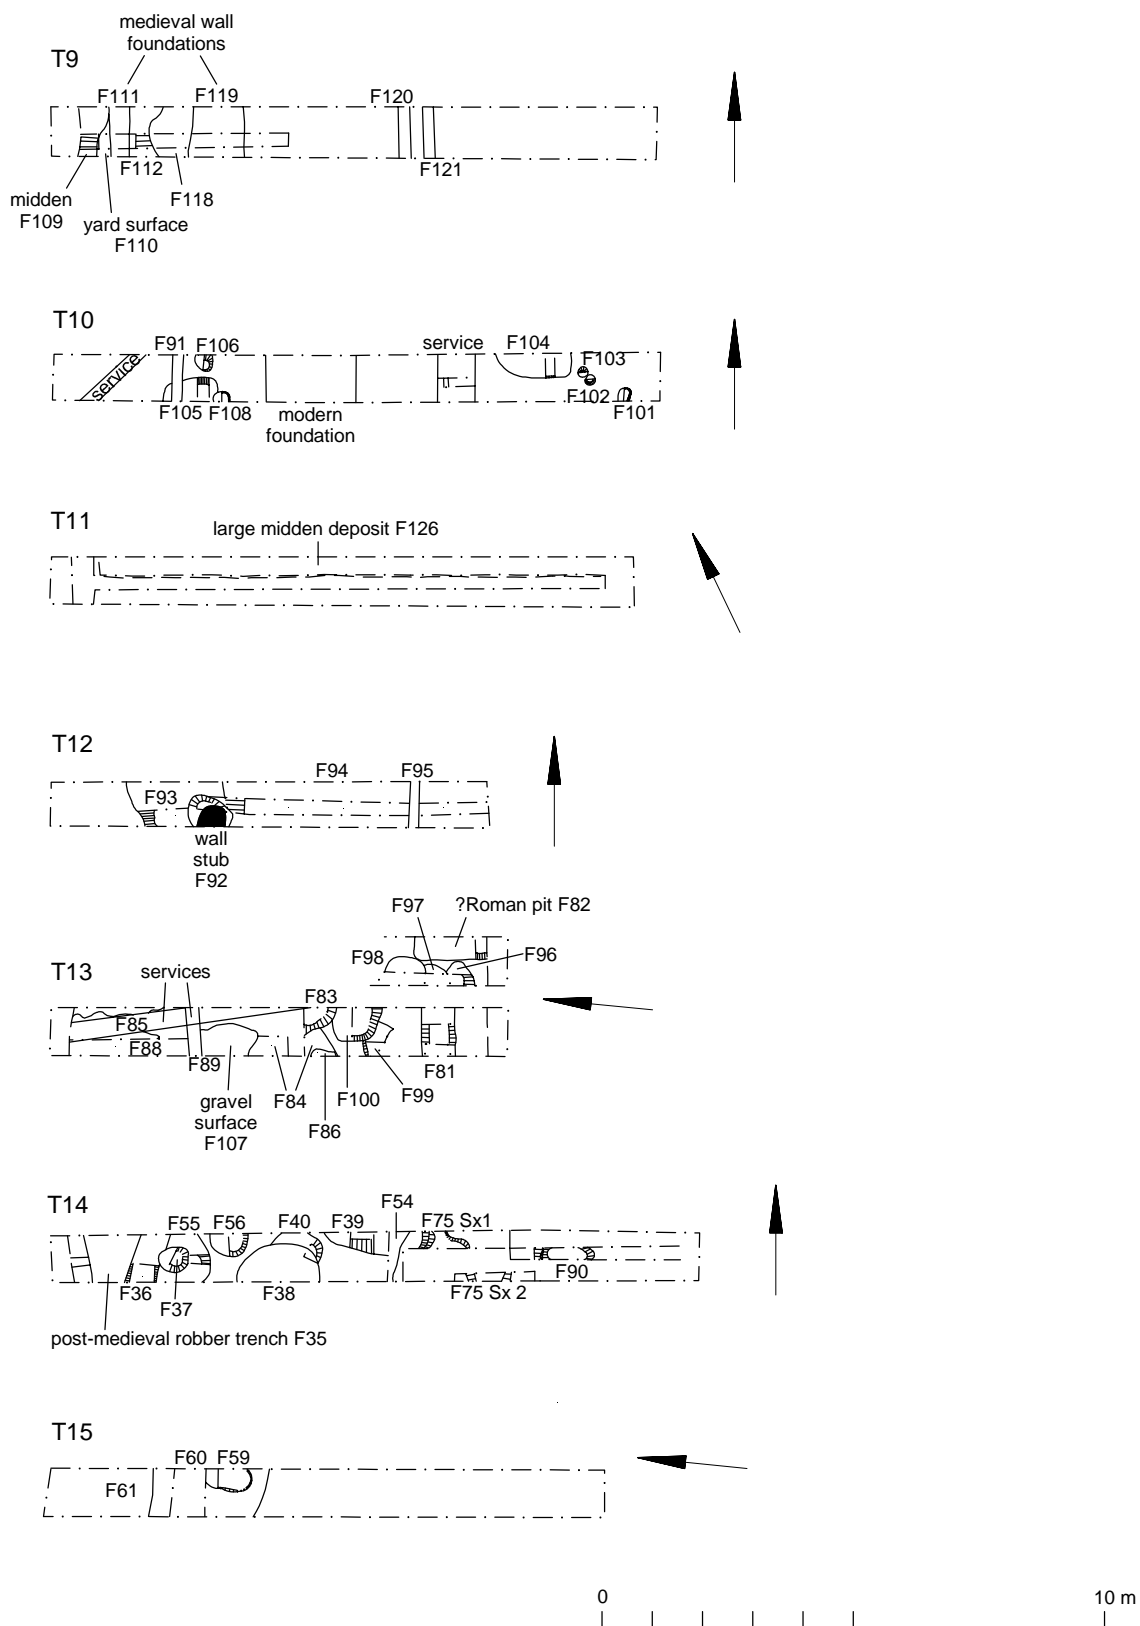 medieval wall
foundations
T9
F111
F119
F120
F112
F121
midden
F109
F118
yard surface
F110
T10
service
F91
F106
service
F104
F103
F105
F108
modern
foundation
F102
F101
T11
large midden deposit F126
T12
F94
F95
F93
wall
stub
F92
F97
?Roman pit F82
F98
F96
T13
services
F83
F85
F88
F89
F81
gravel
surface
F107
F84
F100
F99
F86
T14
F54
F55
F56
F40
F39
F75 Sx1
F36
F37
F38
F90
F75 Sx 2
post-medieval robber trench F35
T15
F60
F59
F61
0
10 m